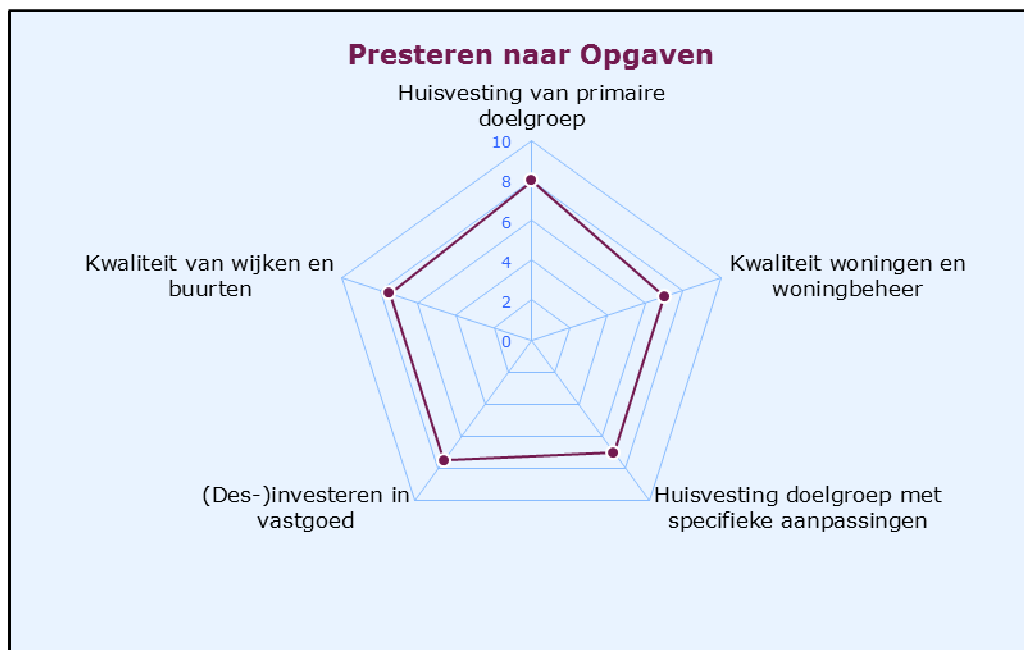 Presteren naar Opgaven
Huisvesting van primaire
doelgroep
10
8
6
4
2
0
Kwaliteit van wijken en
buurten
Kwaliteit woningen en
woningbeheer
(Des-)investeren in
vastgoed
Huisvesting doelgroep met
specifieke aanpassingen